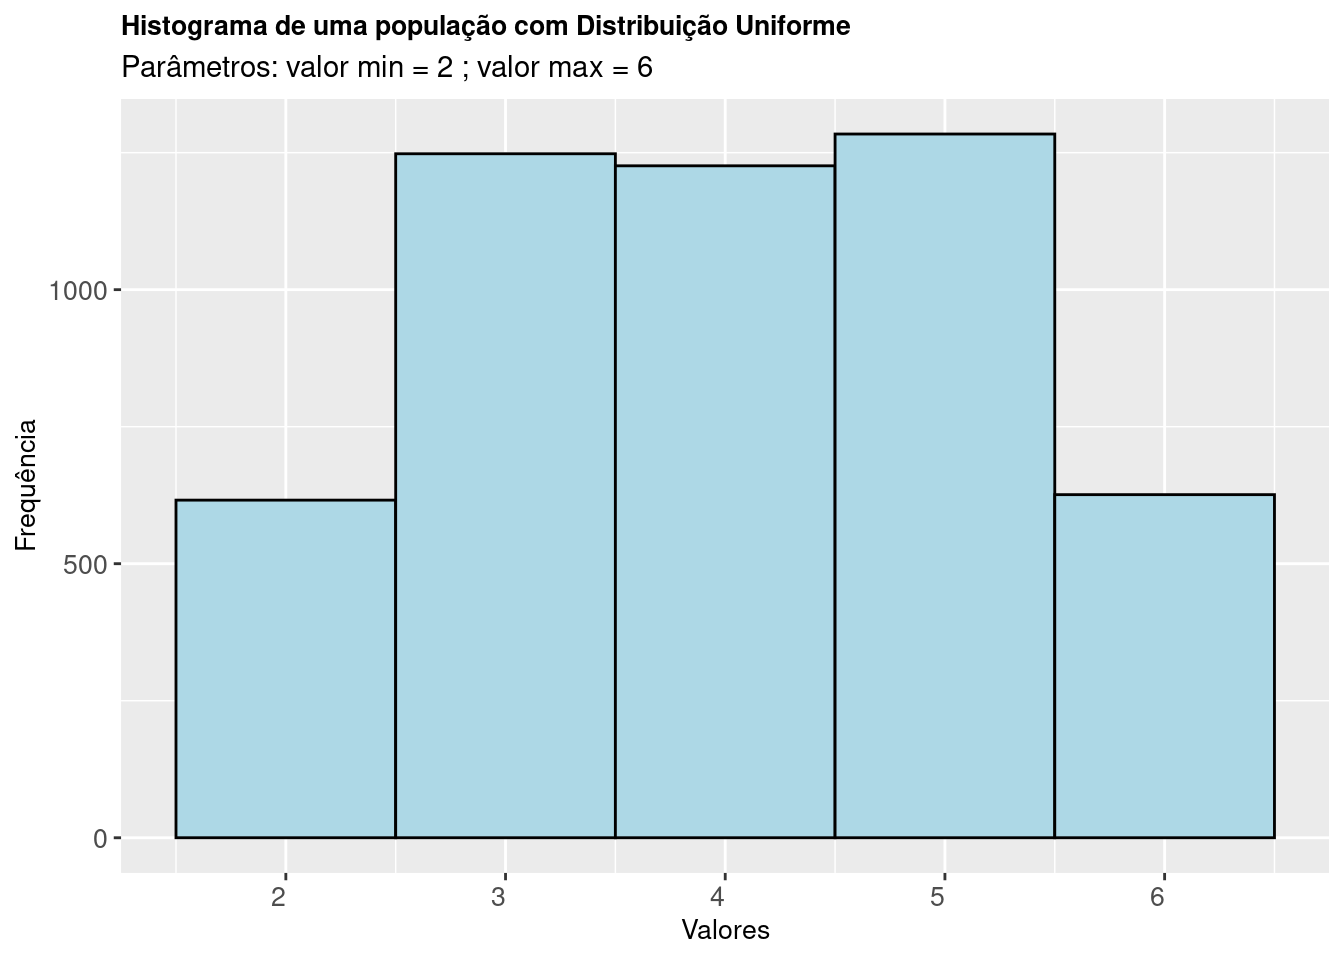 Histograma de uma população com Distribuição Uniforme
Parâmetros: valor min = 2 ; valor max = 6
Frequência
1000
500
0
2 3 4 5 6
Valores